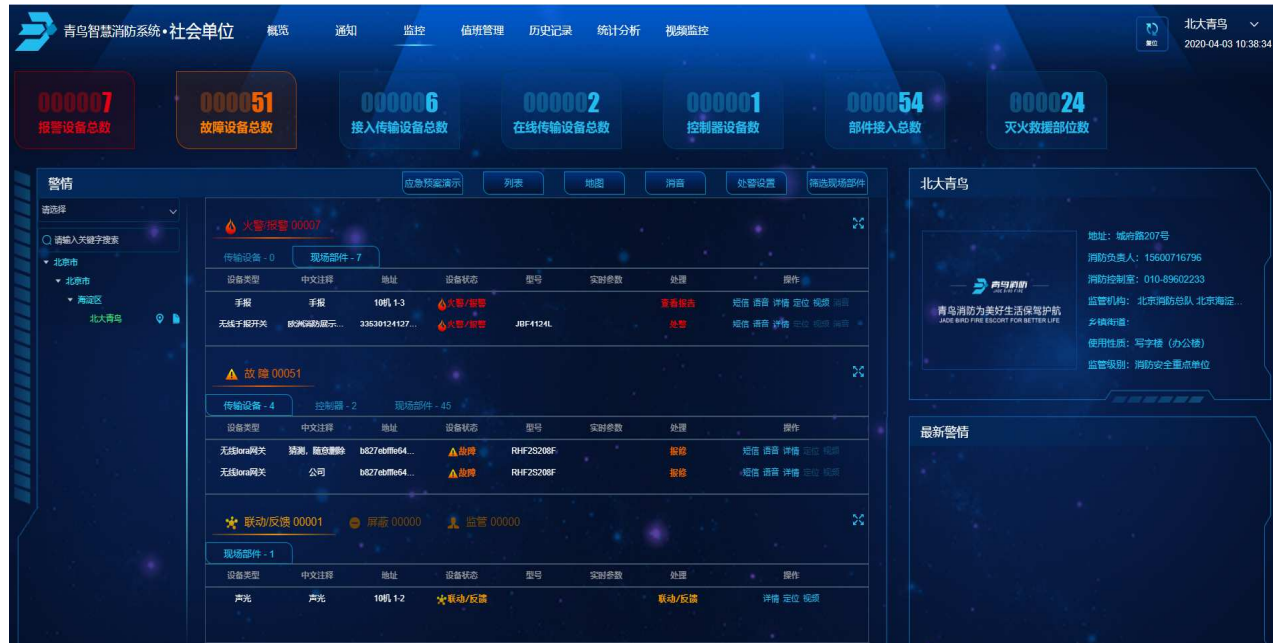 青鸟智慧消防系统•社会单位 概览 通知 监控 值班管理 历史记录 统计分析 视频监控 复位 北大青鸟
2020-04-03 10:38:34
0000007 000051 0000006 0000002 0000001 000054 000024
报警设备总数 故障设备总数 接入传输设备总数 在线传输设备总数 控制器设备数 部件接入总数 灭火救援部位数
警情 应急预案演示 列表 地图 消音 处警设置 筛选现场部件
请选择
请输入关键字搜索
北京市
北京市
海淀区
北大青鸟
火警/报警 00007
传输设备 - 0 现场部件 - 7
设备类型 中文注释 地址 设备状态 型号 实时参数 处理 操作
手报 手报 10机 1-3 火警/报警 查看报告 短信 语音 详情 定位 视频 消音
无线手报开关 欧洲消防展示... 33530124127... 火警/报警 JBF4124L 处警 短信 语音 详情 定位 视频 消音
故 障 00051
传输设备 - 4 控制器 - 2 现场部件 - 45
设备类型 中文注释 地址 设备状态 型号 实时参数 处理 操作
无线lora网关 猜测, 随意删除 b827ebfffe64... 故障 RHF2S208F 报修 短信 语音 详情 定位 视频
无线lora网关 公司 b827ebfffe64... 故障 RHF2S208F 报修 短信 语音 详情 定位 视频
联动/反馈 00001 屏蔽 00000 监管 00000
现场部件 - 1
设备类型 中文注释 地址 设备状态 型号 实时参数 处理 操作
声光 声光 10机 1-2 联动/反馈 联动/反馈 详情 定位 视频
北大青鸟
青鸟消防
JADE BIRD FIRE
青鸟消防为美好生活保驾护航
JADE BIRD FIRE ESCORT FOR BETTER LIFE
地址: 城府路207号
消防负责人: 15600716796
消防控制室: 010-89602233
监管机构: 北京消防总队 北京海淀...
乡镇街道:
使用性质: 写字楼 (办公楼)
监管级别: 消防安全重点单位
最新警情